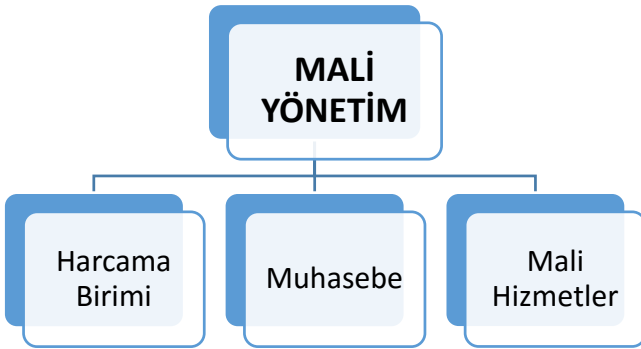 MALİ
YÖNETİM
Harcama
Birimi
Muhasebe
Mali
Hizmetler